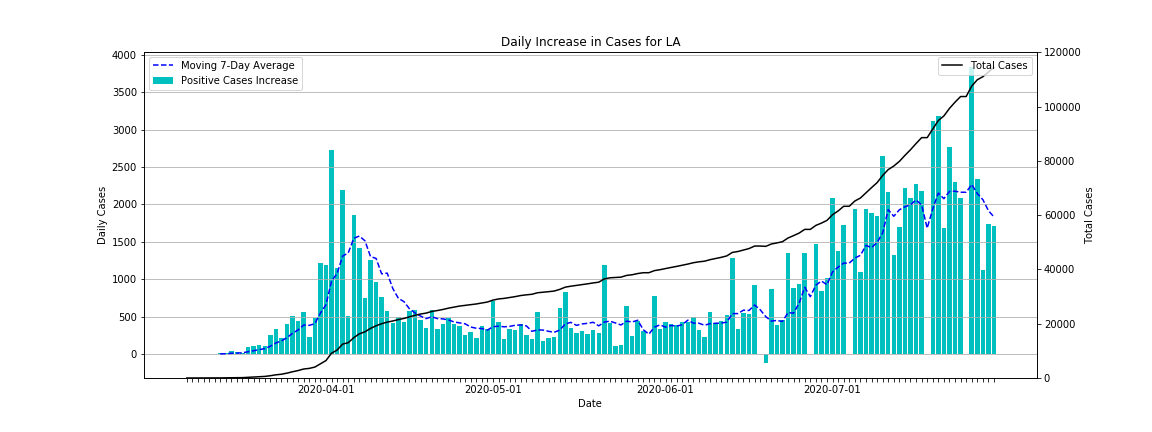 Daily Increase in Cases for LA
Moving 7-Day Average
Positive Cases Increase
Total Cases
4000
3500
3000
2500
2000
1500
1000
500
0
Daily Cases
120000
100000
80000
60000
40000
20000
0
Total Cases
2020-04-01
2020-05-01
2020-06-01
2020-07-01
Date